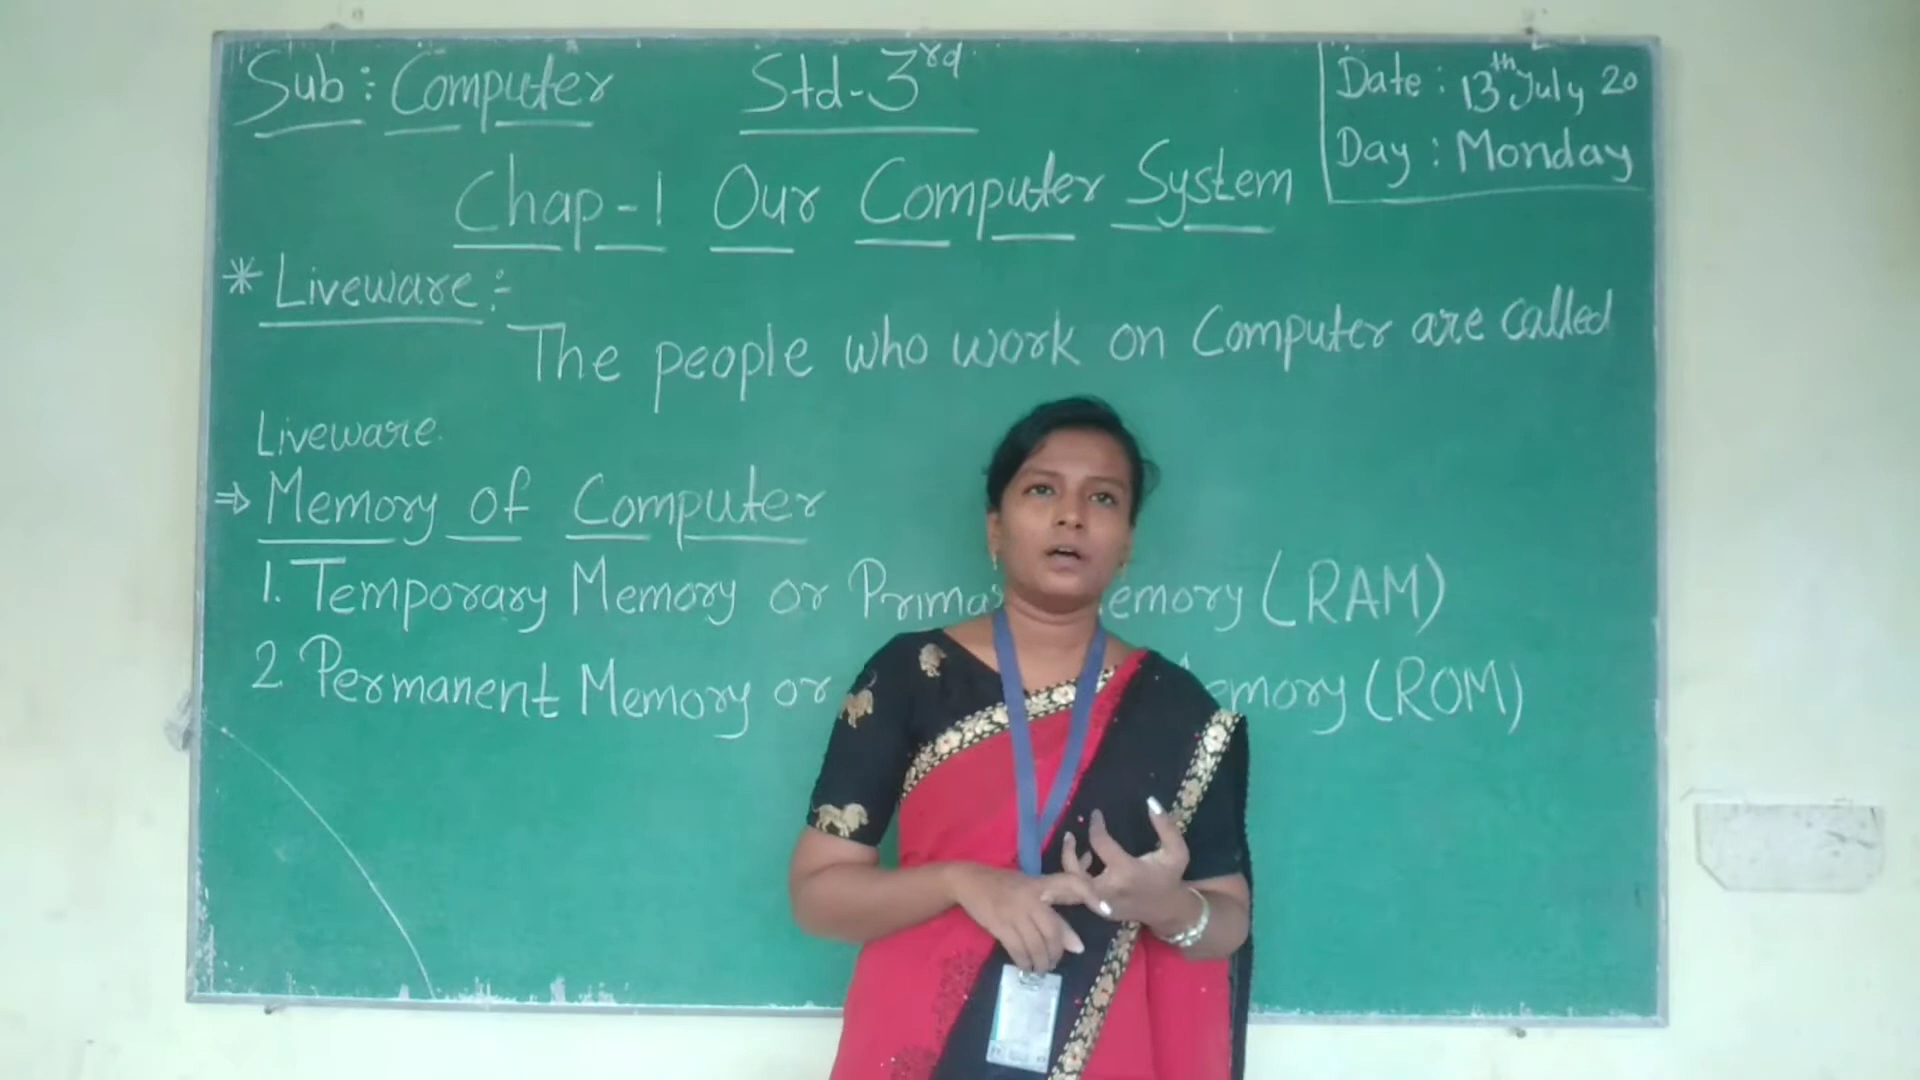 Sub : Computer Std-3rd
Date : 13th July 20
Day : Monday
Chap-1 Our Computer System
* Liveware :-
The people who work on Computer are called
Liveware.
⇒ Memory of Computer
1. Temporary Memory or Prima emory (RAM)
2 Permanent Memory or emory (ROM)